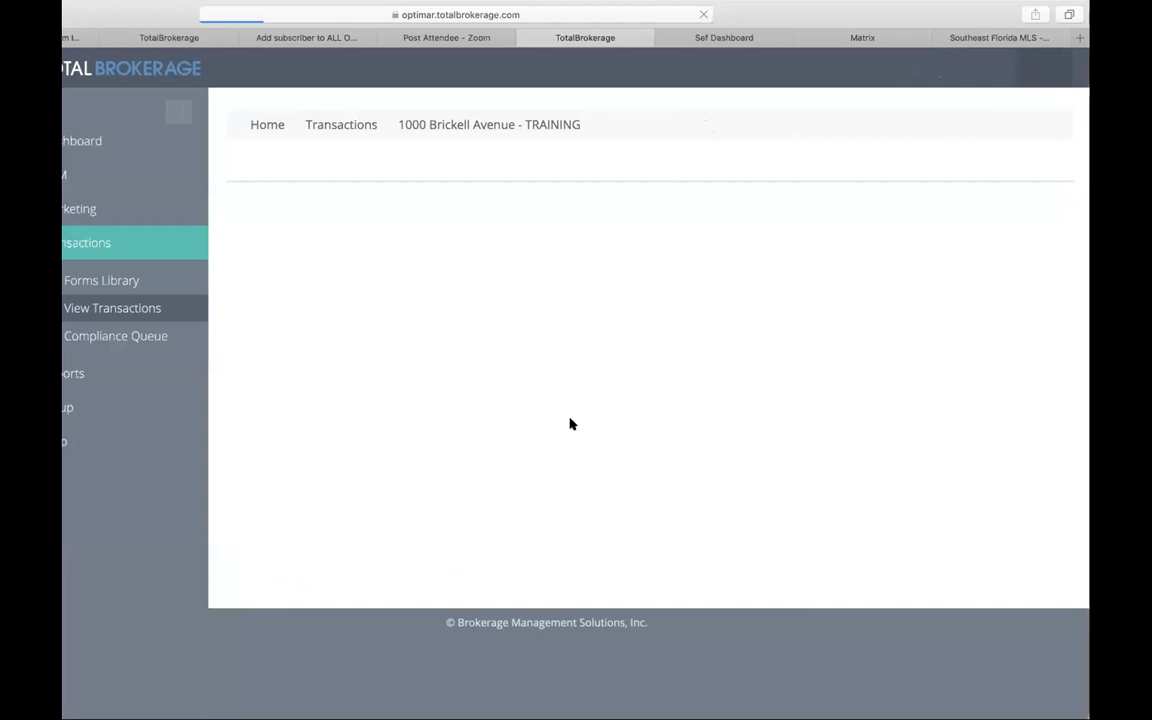 optimar.totalbrokerage.com
m I...
TotalBrokerage
Add subscriber to ALL O...
Post Attendee - Zoom
TotalBrokerage
Sef Dashboard
Matrix
Southeast Florida MLS -...
TAL BROKERAGE
Home Transactions 1000 Brickell Avenue - TRAINING
hboard
M
keting
nsactions
Forms Library
View Transactions
Compliance Queue
orts
up
© Brokerage Management Solutions, Inc.